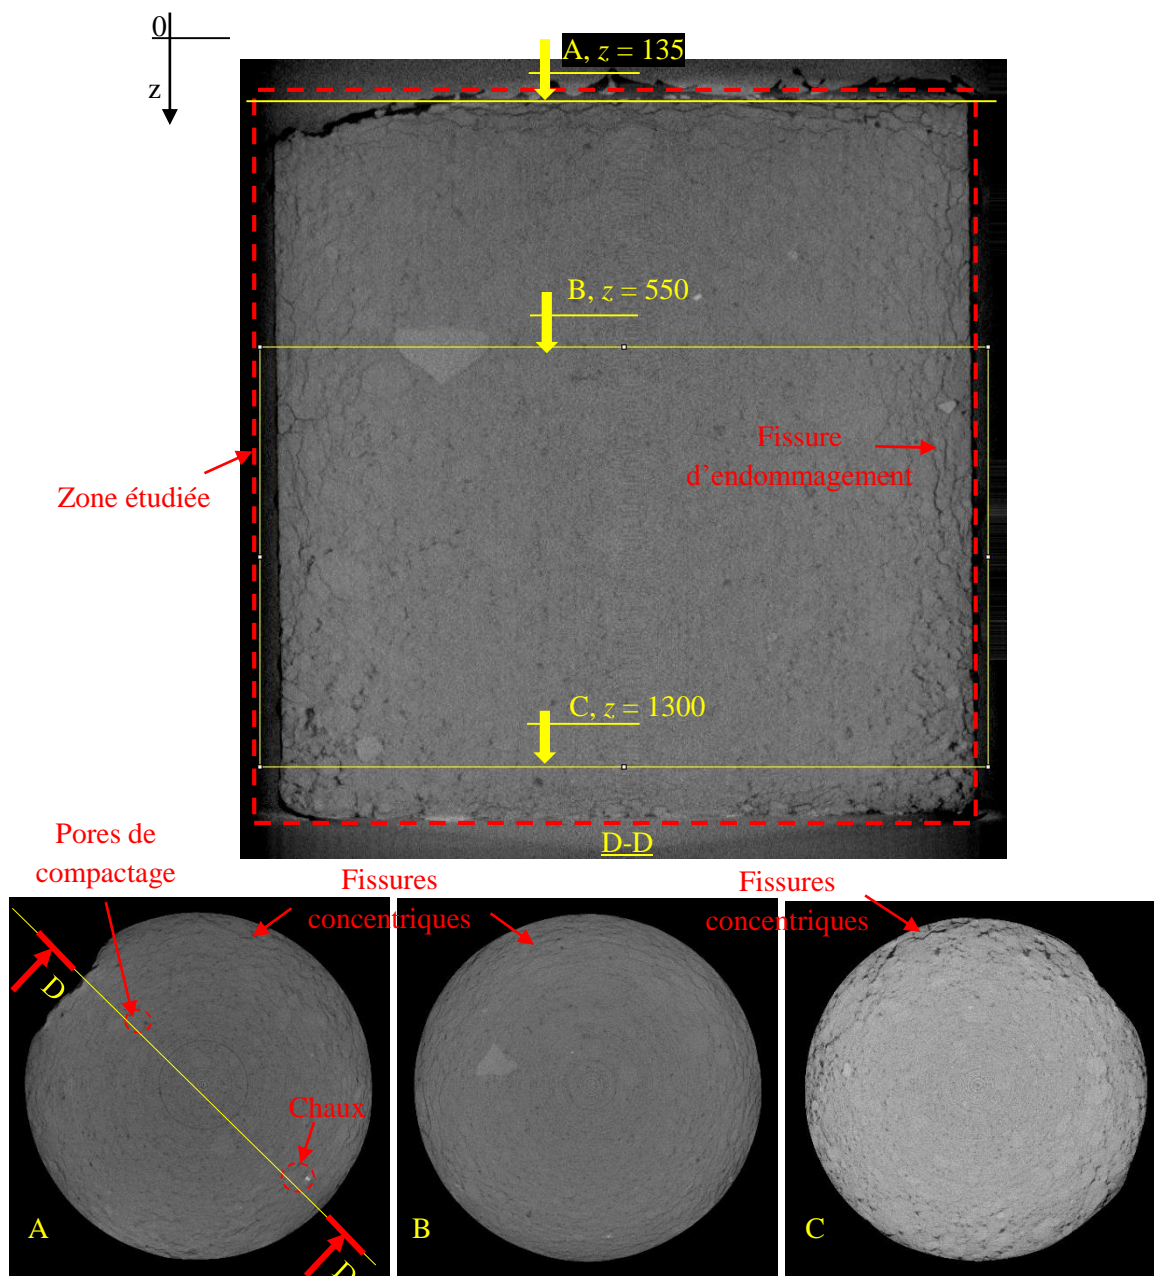 0
A, z = 135
z
B, z = 550
Fissure
d’endommagement
Zone étudiée
C, z = 1300
D-D
Pores de
compactage
Fissures
concentriques
Fissures
concentriques
D
Chaux
A
B
C
D